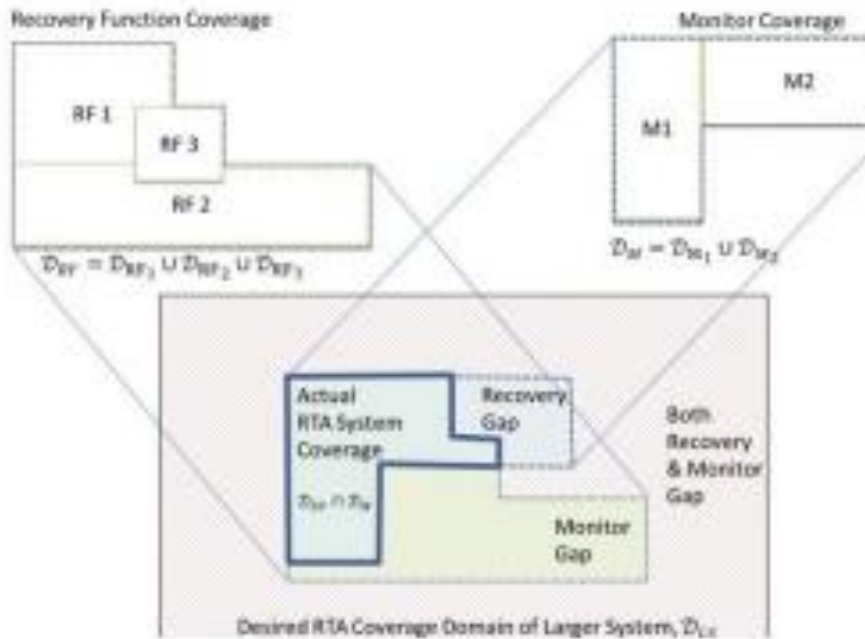 Recovery Function Coverage
Monitor Coverage
RF 1
RF 3
RF 2
M1
M2
𝒟_RF = 𝒟_RF₁ ∪ 𝒟_RF₂ ∪ 𝒟_RF₃
𝒟_M = 𝒟_M₁ ∪ 𝒟_M₂
Actual
RTA System
Coverage
𝒟_RF ∩ 𝒟_M
Recovery
Gap
Both
Recovery
& Monitor
Gap
Monitor
Gap
Desired RTA Coverage Domain of Larger System,